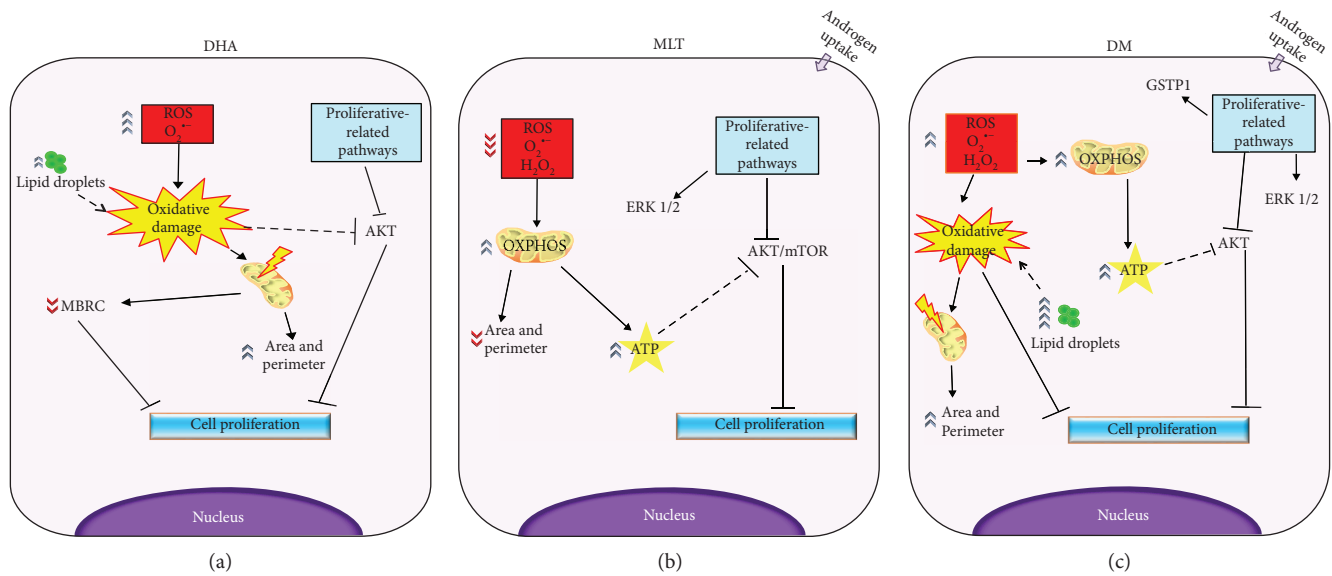 DHA
ROS
O₂•−
Proliferative-
related
pathways
Lipid droplets
Oxidative
damage
AKT
MBRC
Area and
perimeter
Cell proliferation
Nucleus
(a)
MLT
Androgen
uptake
ROS
O₂•−
H₂O₂
Proliferative-
related
pathways
ERK 1/2
OXPHOS
AKT/mTOR
Area and
perimeter
ATP
Cell proliferation
Nucleus
(b)
DM
Androgen
uptake
GSTP1
ROS
O₂•−
H₂O₂
Proliferative-
related
pathways
OXPHOS
ERK 1/2
Oxidative
damage
AKT
ATP
Lipid droplets
Area and
Perimeter
Cell proliferation
Nucleus
(c)